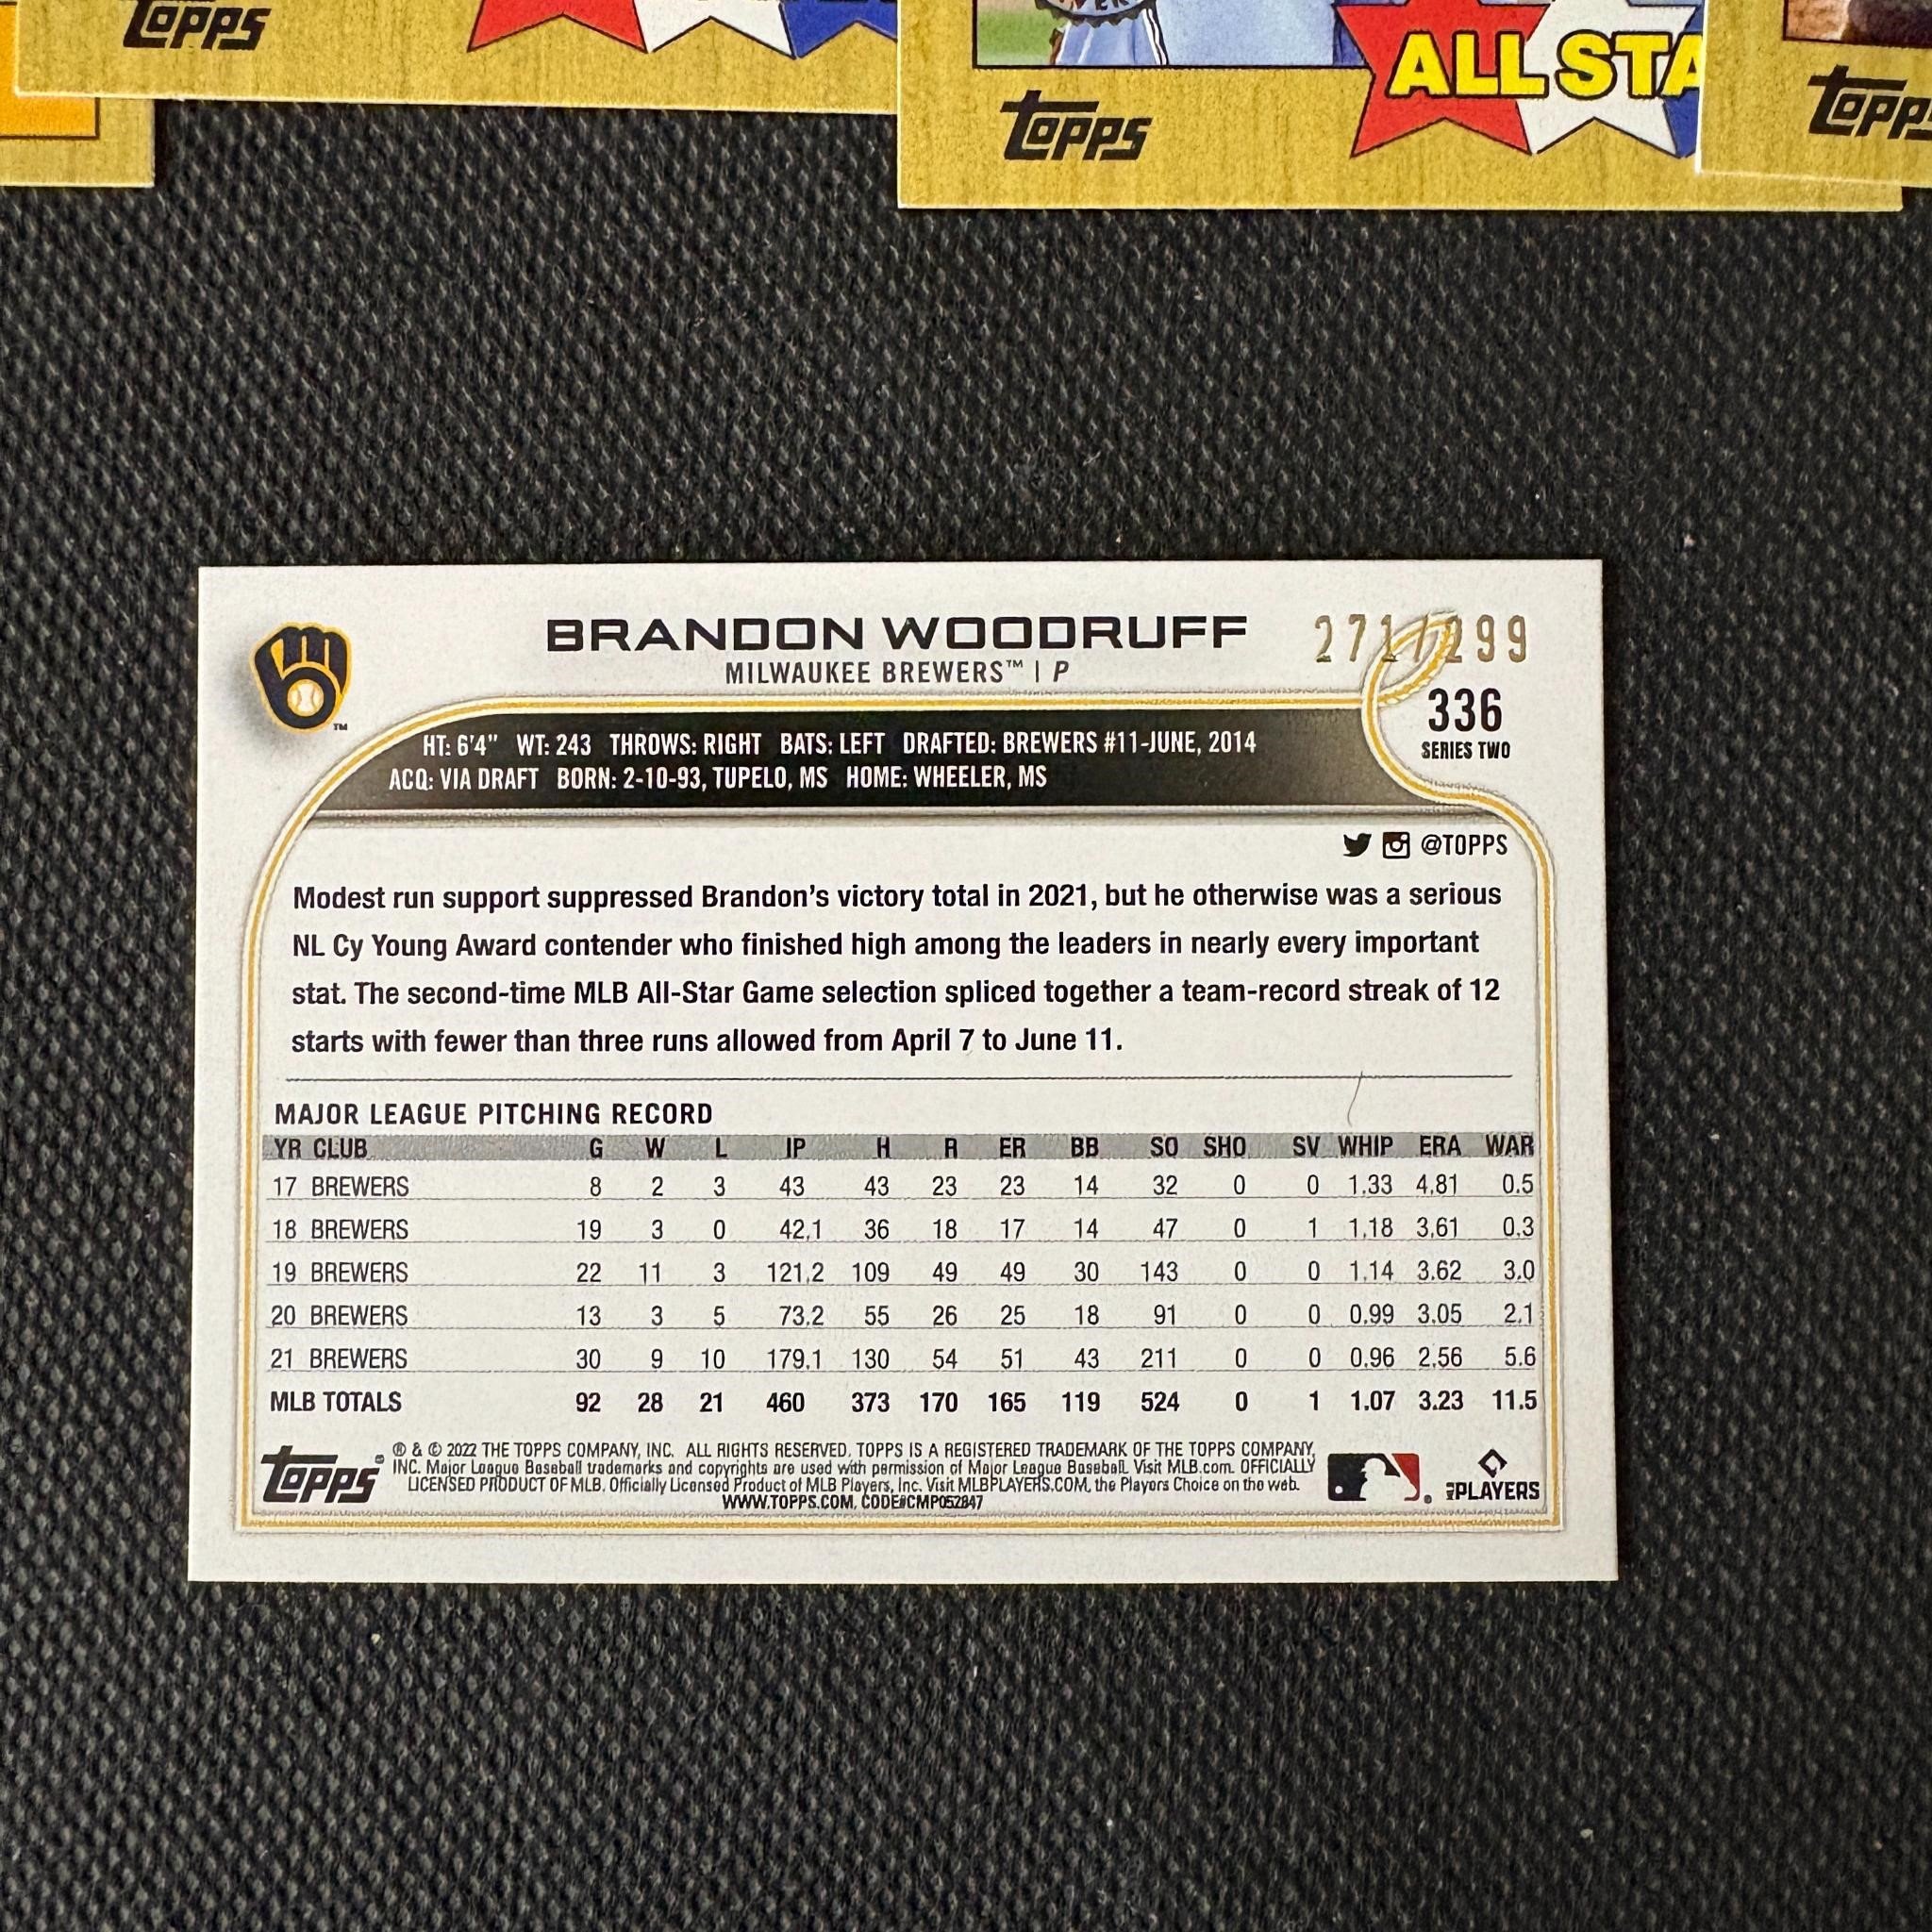 TOPPS
TOPPS
ALL STA
TOPPS
BRANDON WOODRUFF
271/299
MILWAUKEE BREWERS™ | P
336
SERIES TWO
HT: 6'4" WT: 243 THROWS: RIGHT BATS: LEFT DRAFTED: BREWERS #11-JUNE, 2014
ACQ: VIA DRAFT BORN: 2-10-93, TUPELO, MS HOME: WHEELER, MS
@TOPPS
Modest run support suppressed Brandon's victory total in 2021, but he otherwise was a serious
NL Cy Young Award contender who finished high among the leaders in nearly every important
stat. The second-time MLB All-Star Game selection spliced together a team-record streak of 12
starts with fewer than three runs allowed from April 7 to June 11.
MAJOR LEAGUE PITCHING RECORD
YR CLUB G W L IP H R ER BB SO SHO SV WHIP ERA WAR
17 BREWERS 8 2 3 43 43 23 23 14 32 0 0 1.33 4.81 0.5
18 BREWERS 19 3 0 42.1 36 18 17 14 47 0 1 1.18 3.61 0.3
19 BREWERS 22 11 3 121.2 109 49 49 30 143 0 0 1.14 3.62 3.0
20 BREWERS 13 3 5 73.2 55 26 25 18 91 0 0 0.99 3.05 2.1
21 BREWERS 30 9 10 179.1 130 54 51 43 211 0 0 0.96 2.56 5.6
MLB TOTALS 92 28 21 460 373 170 165 119 524 0 1 1.07 3.23 11.5
TOPPS®
® & © 2022 THE TOPPS COMPANY, INC. ALL RIGHTS RESERVED. TOPPS IS A REGISTERED TRADEMARK OF THE TOPPS COMPANY,
INC. Major League Baseball trademarks and copyrights are used with permission of Major League Baseball. Visit MLB.com. OFFICIALLY
LICENSED PRODUCT OF MLB. Officially Licensed Product of MLB Players, Inc. Visit MLBPLAYERS.COM, the Players Choice on the web.
WWW.TOPPS.COM, CODE#CMP052847
PLAYERS